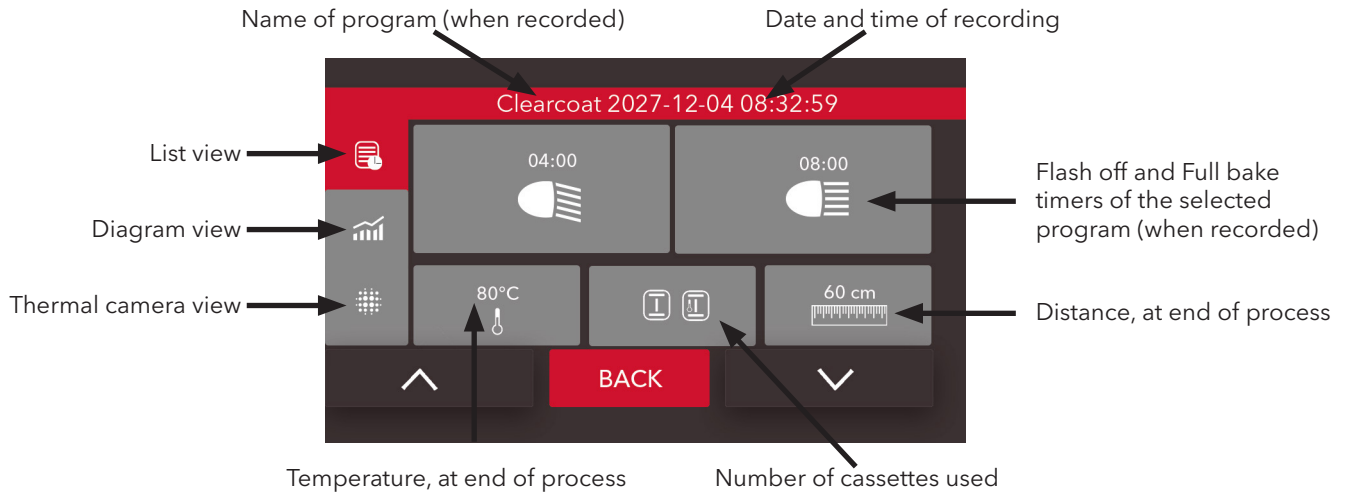 Name of program (when recorded)
Date and time of recording
Clearcoat 2027-12-04 08:32:59
List view
04:00
08:00
Flash off and Full bake
timers of the selected
program (when recorded)
Diagram view
Thermal camera view
80°C
60 cm
Distance, at end of process
BACK
Temperature, at end of process
Number of cassettes used